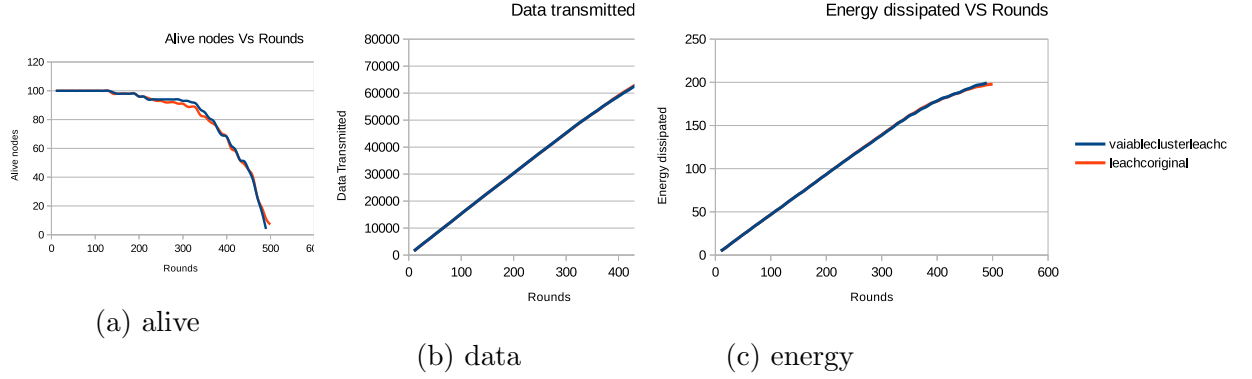 Alive nodes Vs Rounds
120
100
80
60
40
20
0
0 100 200 300 400 500 60
Alive nodes
Rounds
(a) alive
Data transmitted
80000
70000
60000
50000
40000
30000
20000
10000
0
0 100 200 300 400
Data Transmitted
Rounds
(b) data
Energy dissipated VS Rounds
250
200
150
100
50
0
0 100 200 300 400 500 600
Energy dissipated
Rounds
(c) energy
vaiableclusterleachc
leachcoriginal